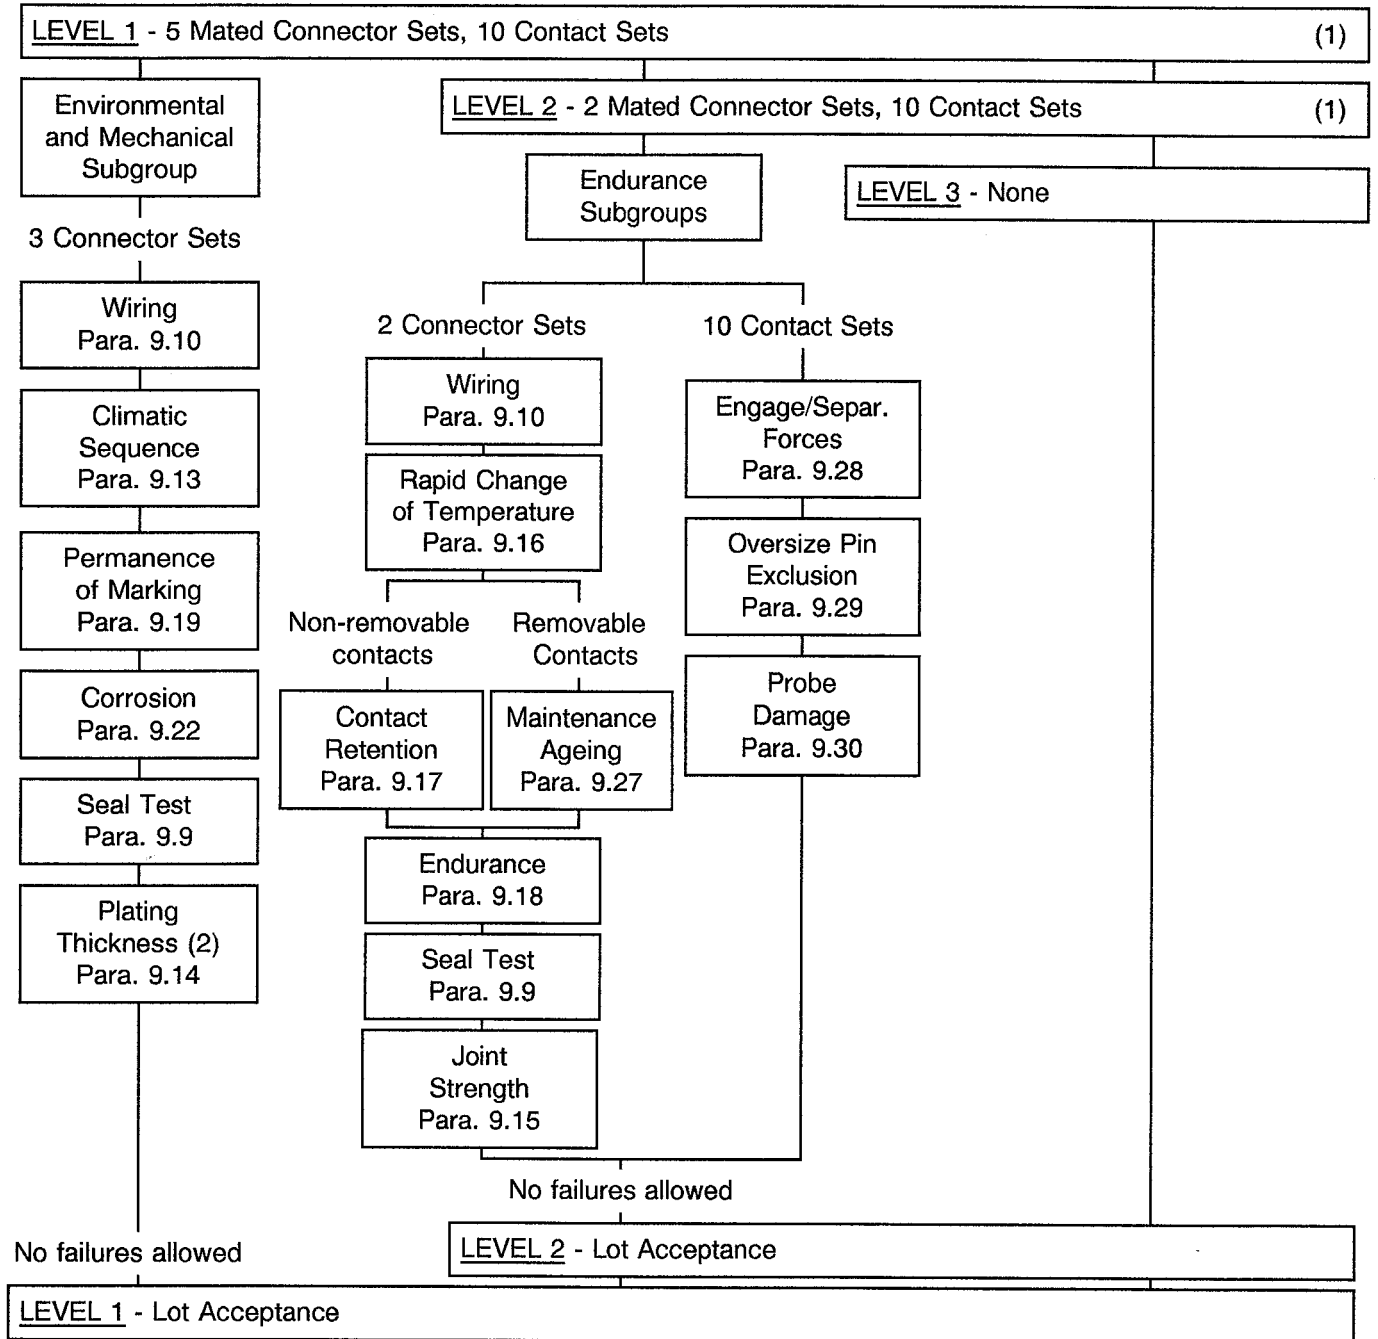 LEVEL 1 - 5 Mated Connector Sets, 10 Contact Sets (1)
Environmental
and Mechanical
Subgroup
LEVEL 2 - 2 Mated Connector Sets, 10 Contact Sets (1)
Endurance
Subgroups
LEVEL 3 - None
3 Connector Sets
Wiring
Para. 9.10
Climatic
Sequence
Para. 9.13
Permanence
of Marking
Para. 9.19
Corrosion
Para. 9.22
Seal Test
Para. 9.9
Plating
Thickness (2)
Para. 9.14
2 Connector Sets
Wiring
Para. 9.10
Rapid Change
of Temperature
Para. 9.16
Non-removable
contacts
Contact
Retention
Para. 9.17
Removable
Contacts
Maintenance
Ageing
Para. 9.27
Endurance
Para. 9.18
Seal Test
Para. 9.9
Joint
Strength
Para. 9.15
10 Contact Sets
Engage/Separ.
Forces
Para. 9.28
Oversize Pin
Exclusion
Para. 9.29
Probe
Damage
Para. 9.30
No failures allowed
LEVEL 2 - Lot Acceptance
No failures allowed
LEVEL 1 - Lot Acceptance